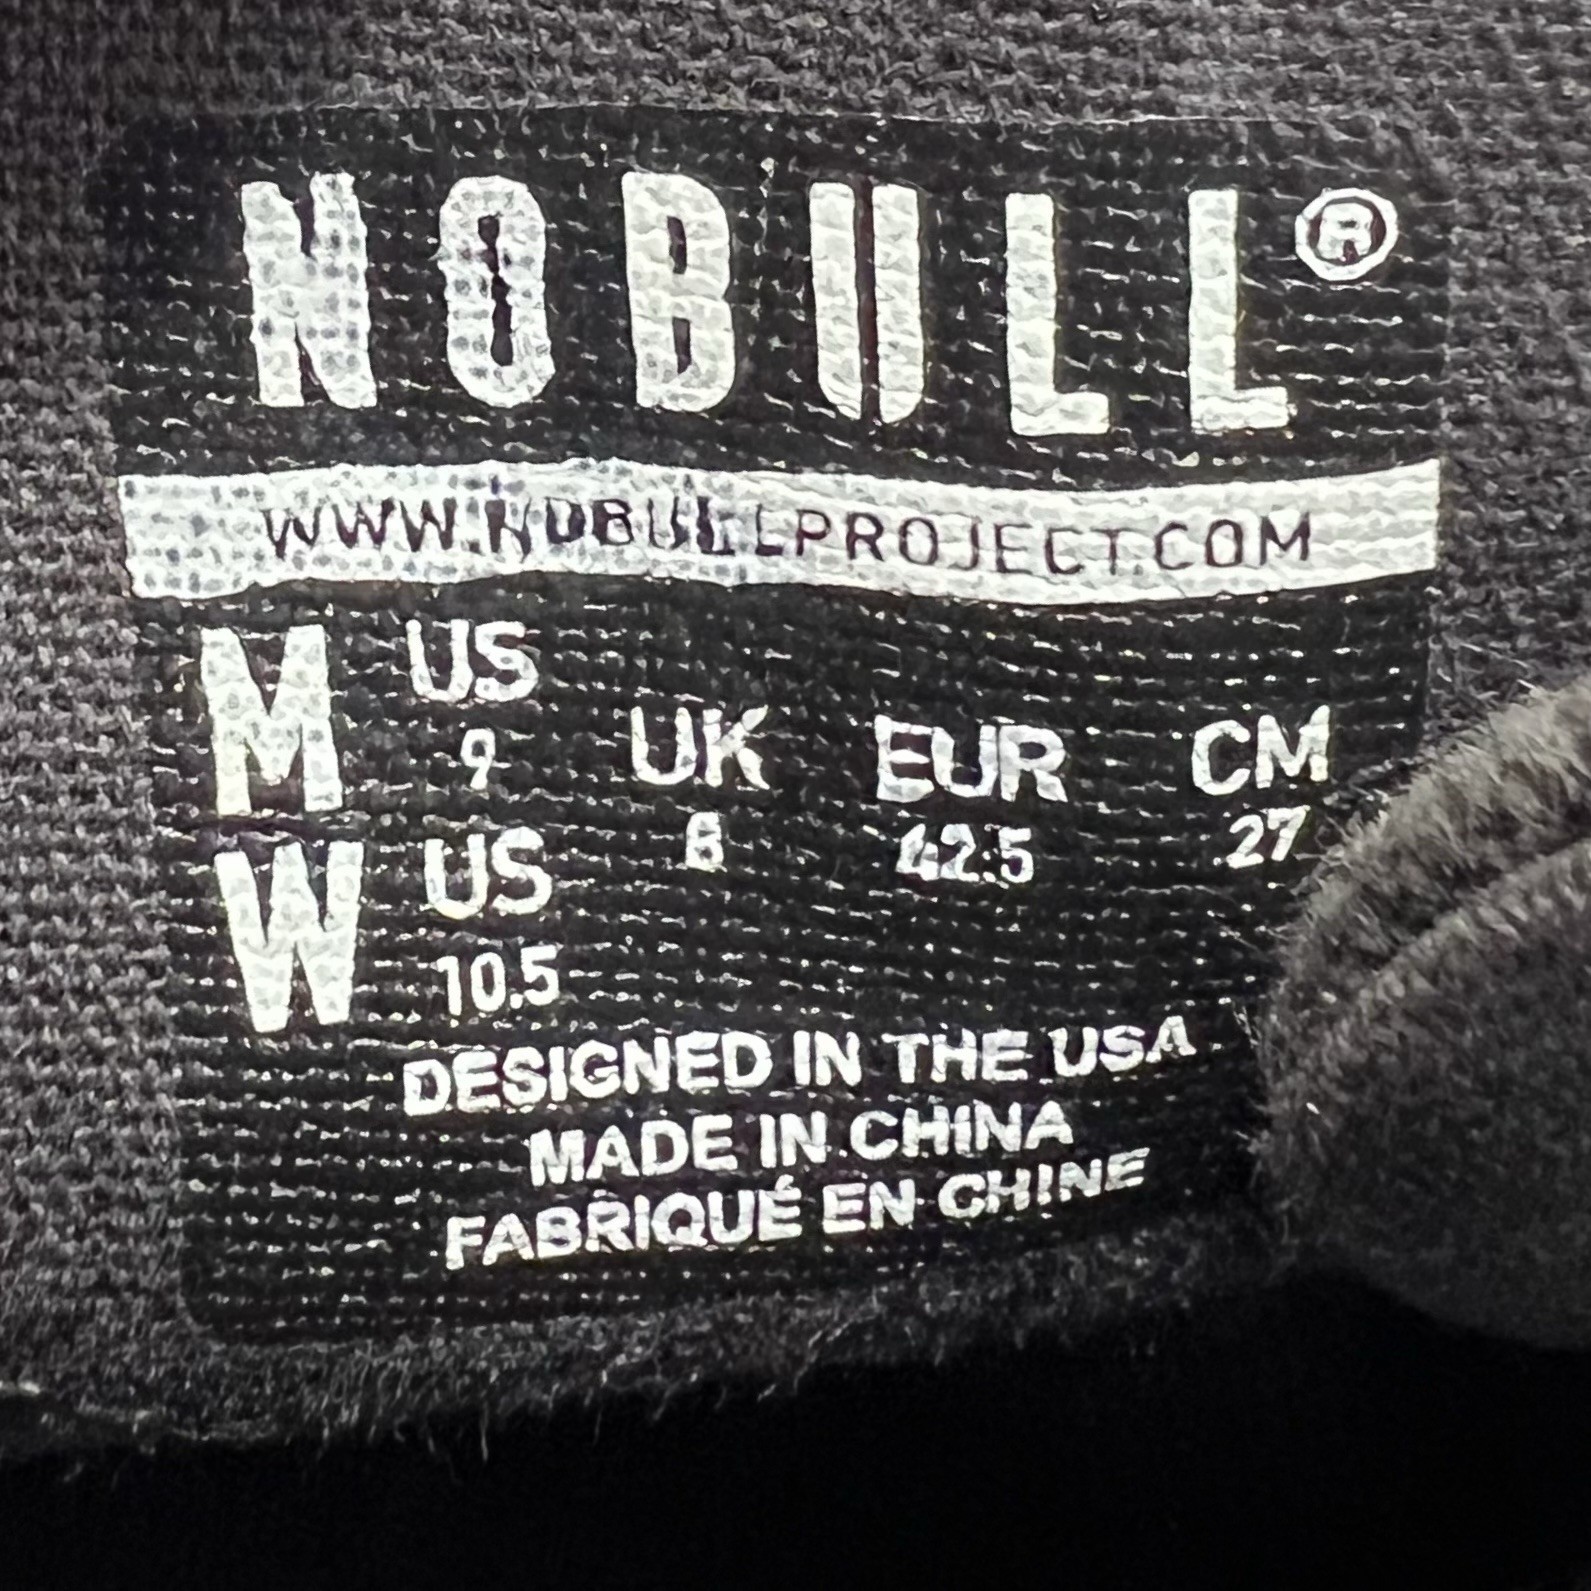 NOBULL®
WWW.NOBULLPROJECT.COM
M US 9 UK 8 EUR 42.5 CM 27
W US 10.5
DESIGNED IN THE USA
MADE IN CHINA
FABRIQUÉ EN CHINE